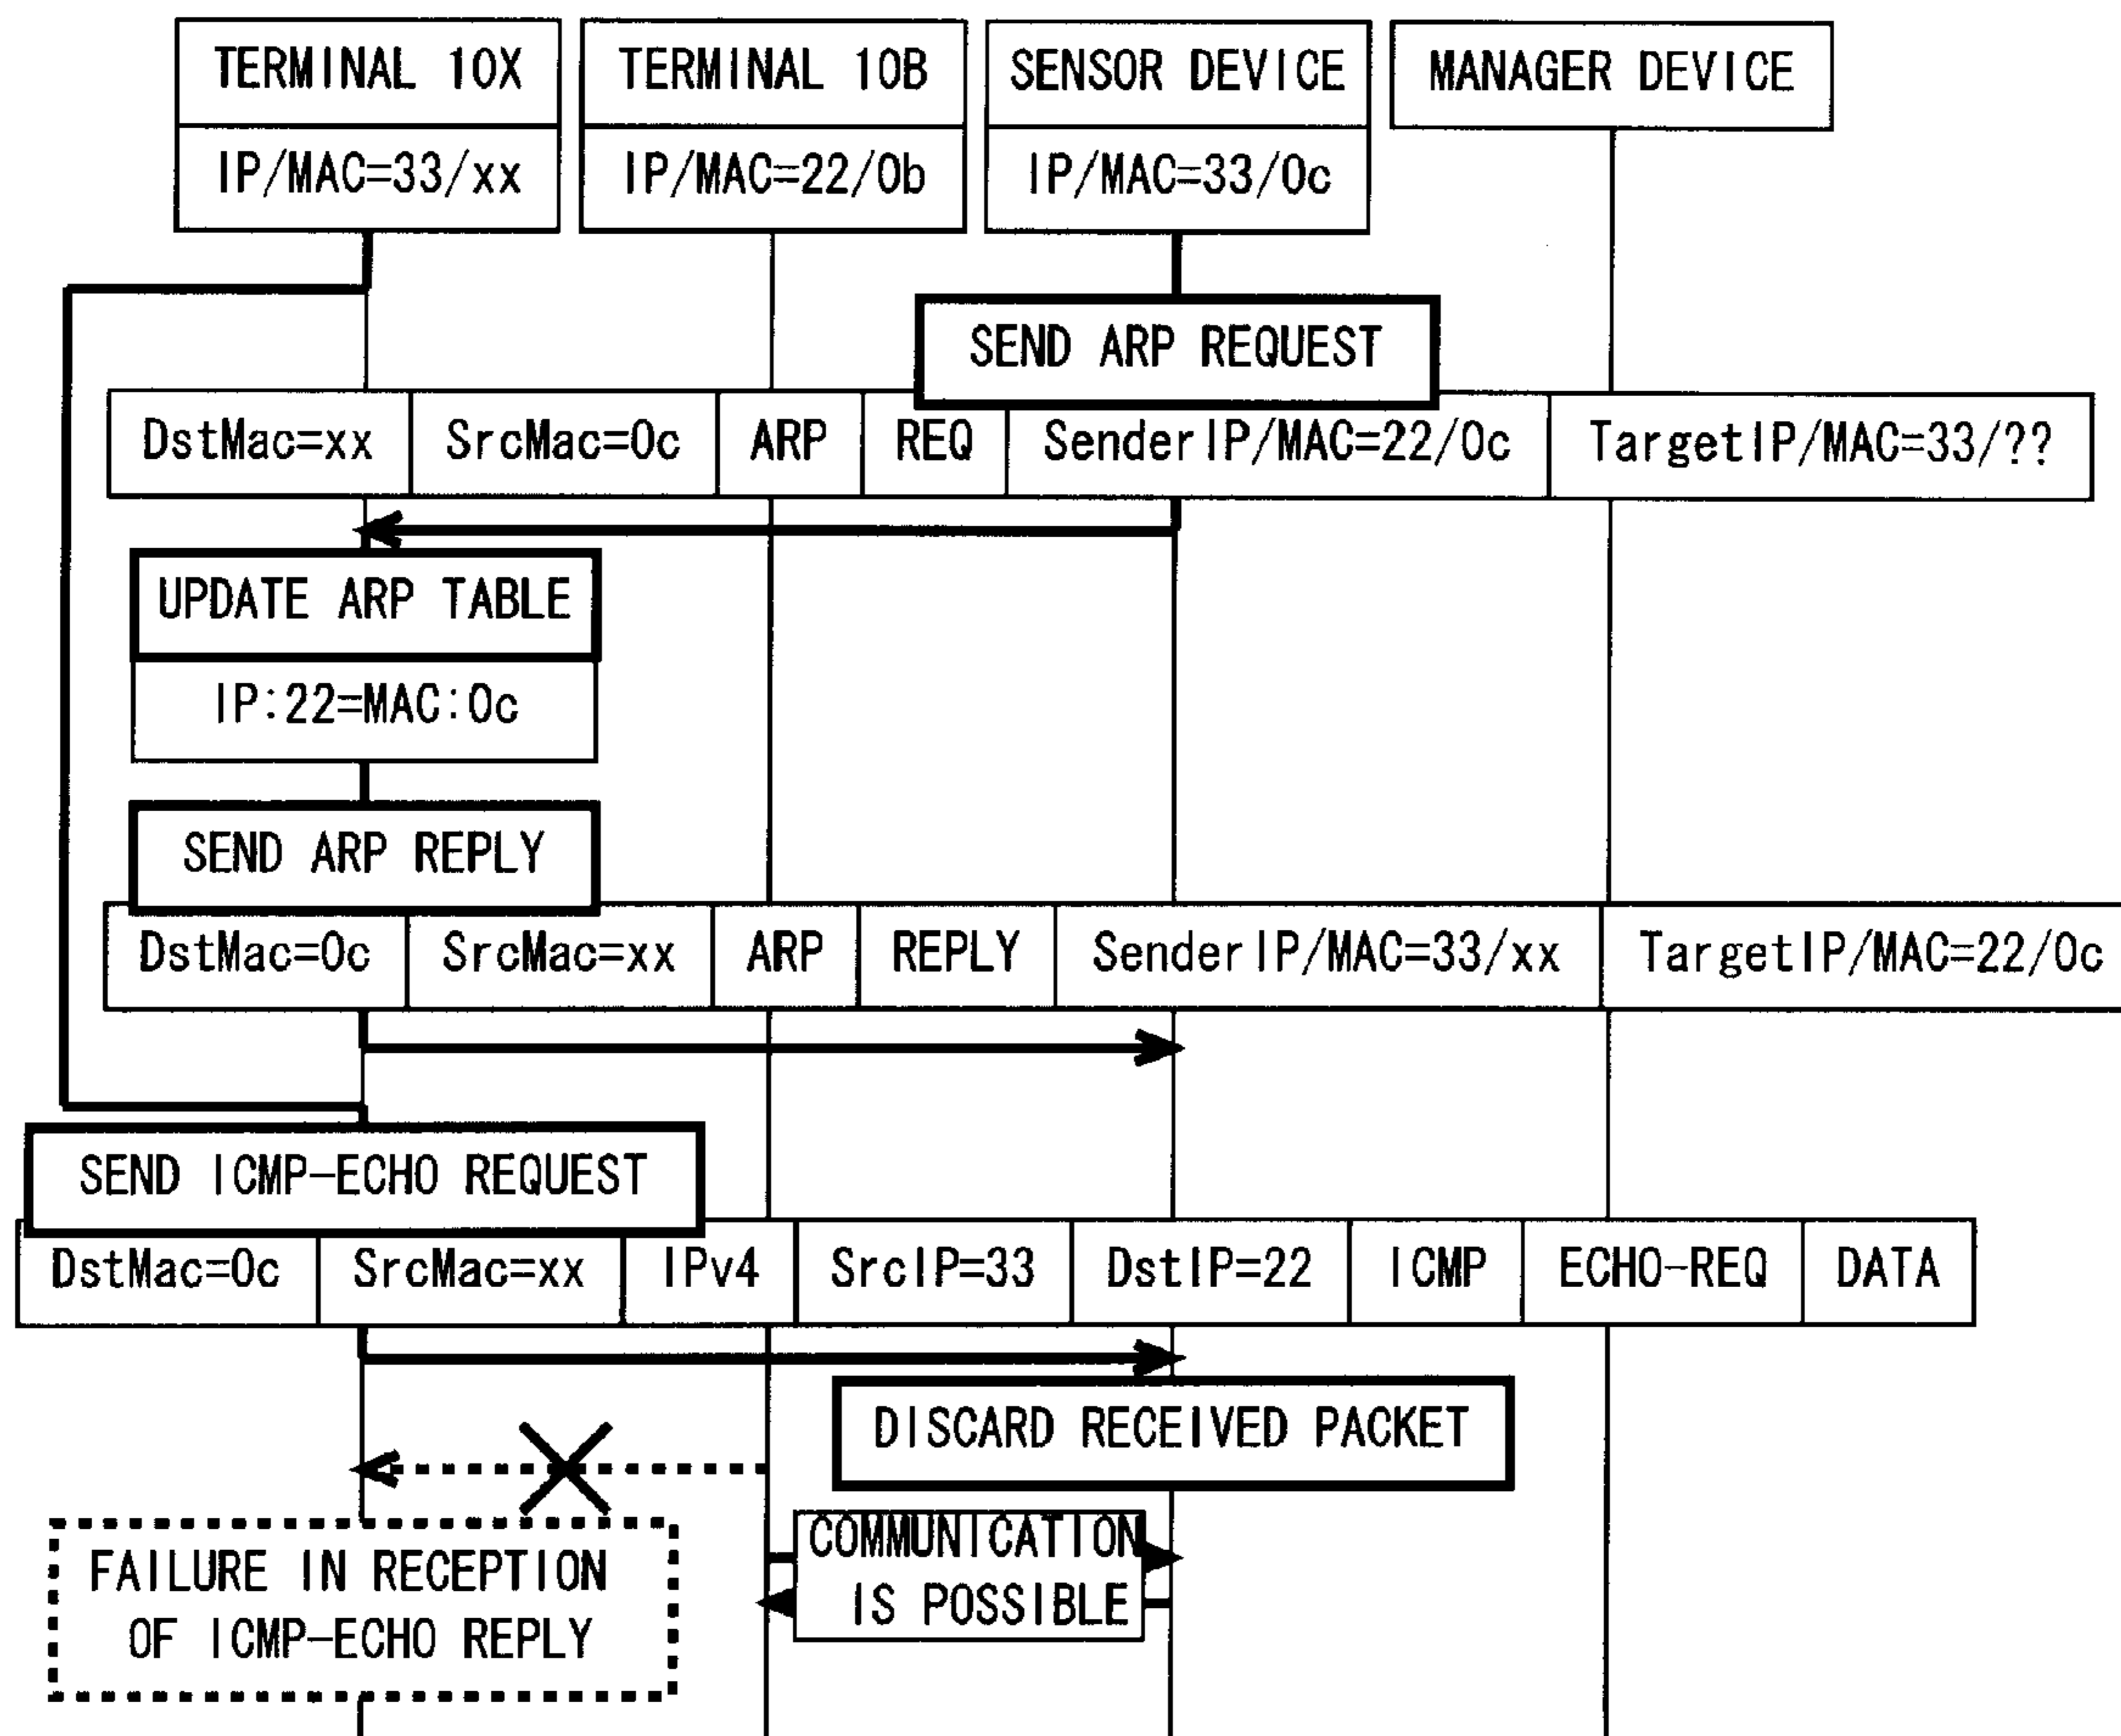 TERMINAL 10X
TERMINAL 10B
SENSOR DEVICE
MANAGER DEVICE
IP/MAC=33/xx
IP/MAC=22/0b
IP/MAC=33/0c
SEND ARP REQUEST
DstMac=xx
SrcMac=0c
ARP
REQ
SenderIP/MAC=22/0c
TargetIP/MAC=33/??
UPDATE ARP TABLE
IP:22=MAC:0c
SEND ARP REPLY
DstMac=0c
SrcMac=xx
ARP
REPLY
SenderIP/MAC=33/xx
TargetIP/MAC=22/0c
SEND ICMP-ECHO REQUEST
DstMac=0c
SrcMac=xx
IPv4
SrcIP=33
DstIP=22
ICMP
ECHO-REQ
DATA
DISCARD RECEIVED PACKET
COMMUNICATION
IS POSSIBLE
FAILURE IN RECEPTION
OF ICMP-ECHO REPLY